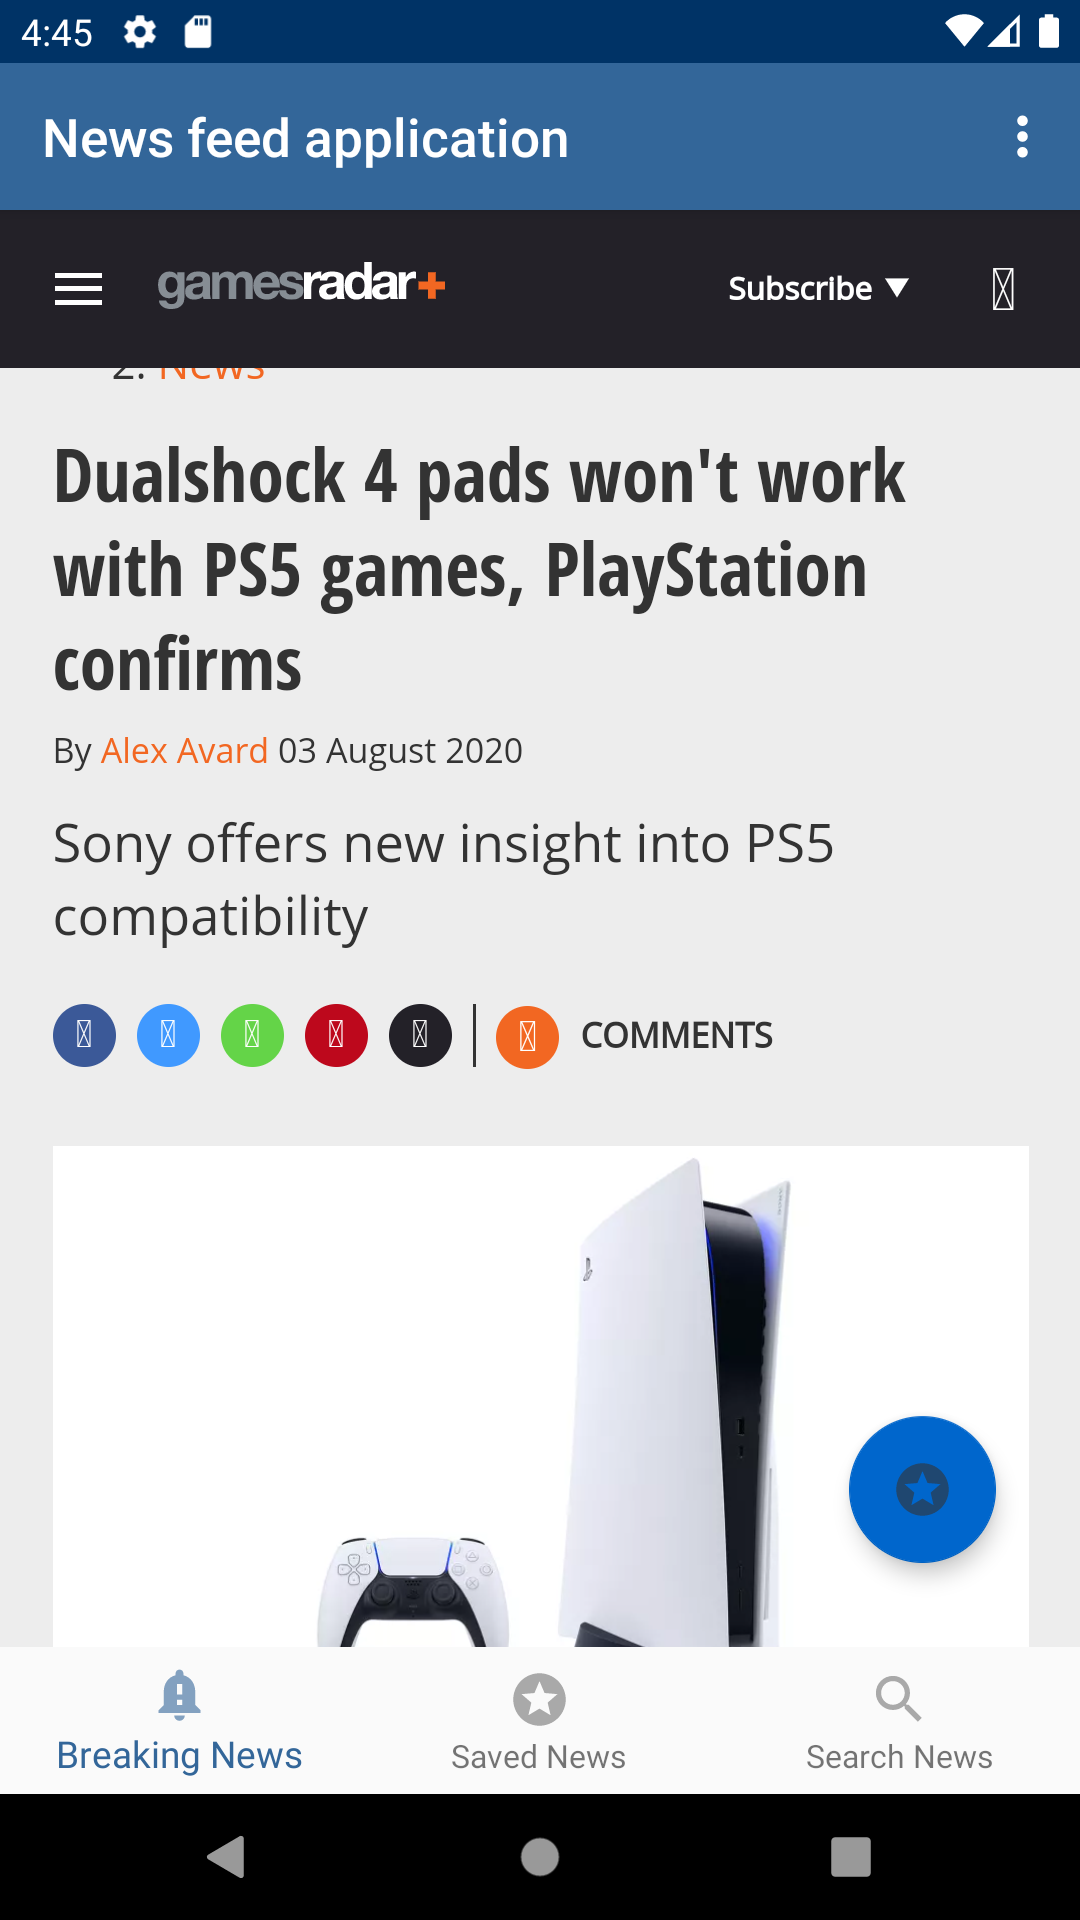 4:45
News feed application
gamesradar+
Subscribe ▼
2. News
Dualshock 4 pads won't work
with PS5 games, PlayStation
confirms
By Alex Avard 03 August 2020
Sony offers new insight into PS5
compatibility
COMMENTS
Breaking News
Saved News
Search News